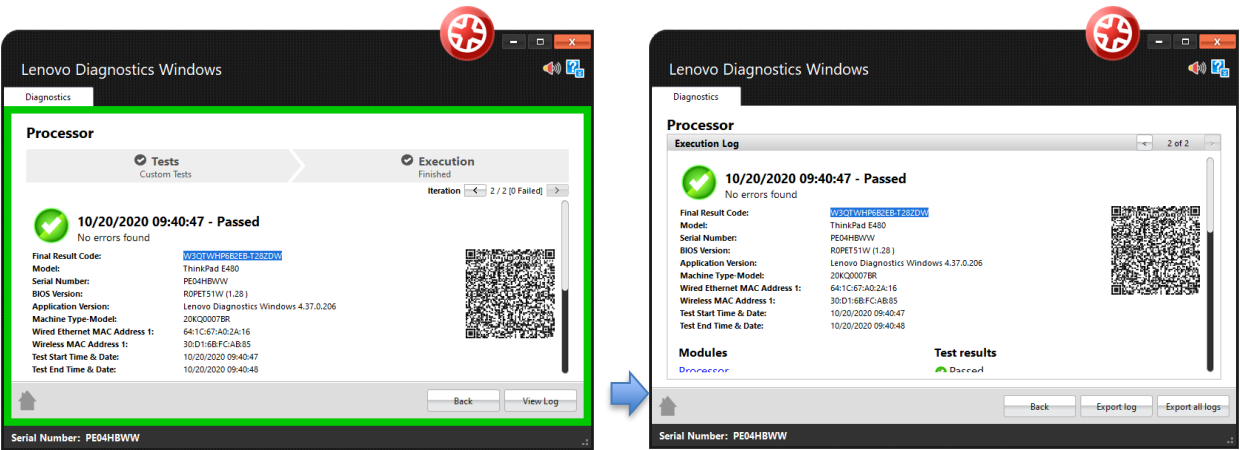 Lenovo Diagnostics Windows
Diagnostics
Processor
Tests
Custom Tests
Execution
Finished
Iteration < 2 / 2 [0 Failed] >
10/20/2020 09:40:47 - Passed
No errors found
Final Result Code: W3QTWHP6B2EB-T28ZDW
Model: ThinkPad E480
Serial Number: PE04HBWW
BIOS Version: R0PET51W (1.28 )
Application Version: Lenovo Diagnostics Windows 4.37.0.206
Machine Type-Model: 20KQ0007BR
Wired Ethernet MAC Address 1: 64:1C:67:A0:2A:16
Wireless MAC Address 1: 30:D1:6B:FC:AB:85
Test Start Time & Date: 10/20/2020 09:40:47
Test End Time & Date: 10/20/2020 09:40:48
Back View Log
Serial Number: PE04HBWW
Lenovo Diagnostics Windows
Diagnostics
Processor
Execution Log < 2 of 2 >
10/20/2020 09:40:47 - Passed
No errors found
Final Result Code: W3QTWHP6B2EB-T28ZDW
Model: ThinkPad E480
Serial Number: PE04HBWW
BIOS Version: R0PET51W (1.28 )
Application Version: Lenovo Diagnostics Windows 4.37.0.206
Machine Type-Model: 20KQ0007BR
Wired Ethernet MAC Address 1: 64:1C:67:A0:2A:16
Wireless MAC Address 1: 30:D1:6B:FC:AB:85
Test Start Time & Date: 10/20/2020 09:40:47
Test End Time & Date: 10/20/2020 09:40:48
Modules Test results
Processor Passed
Back Export log Export all logs
Serial Number: PE04HBWW